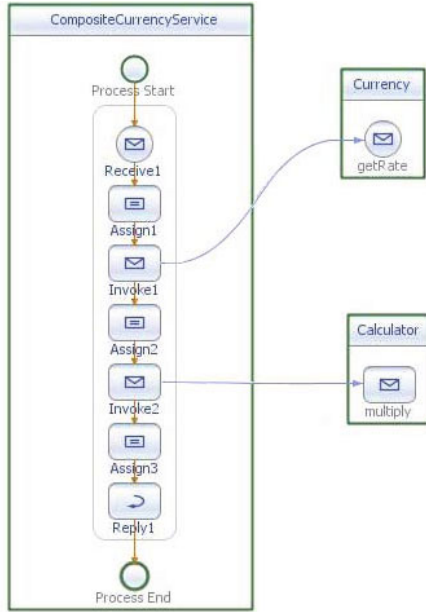 CompositeCurrencyService
Process Start
Receive1
Assign1
Invoke1
Assign2
Invoke2
Assign3
Reply1
Process End
Currency
getRate
Calculator
multiply